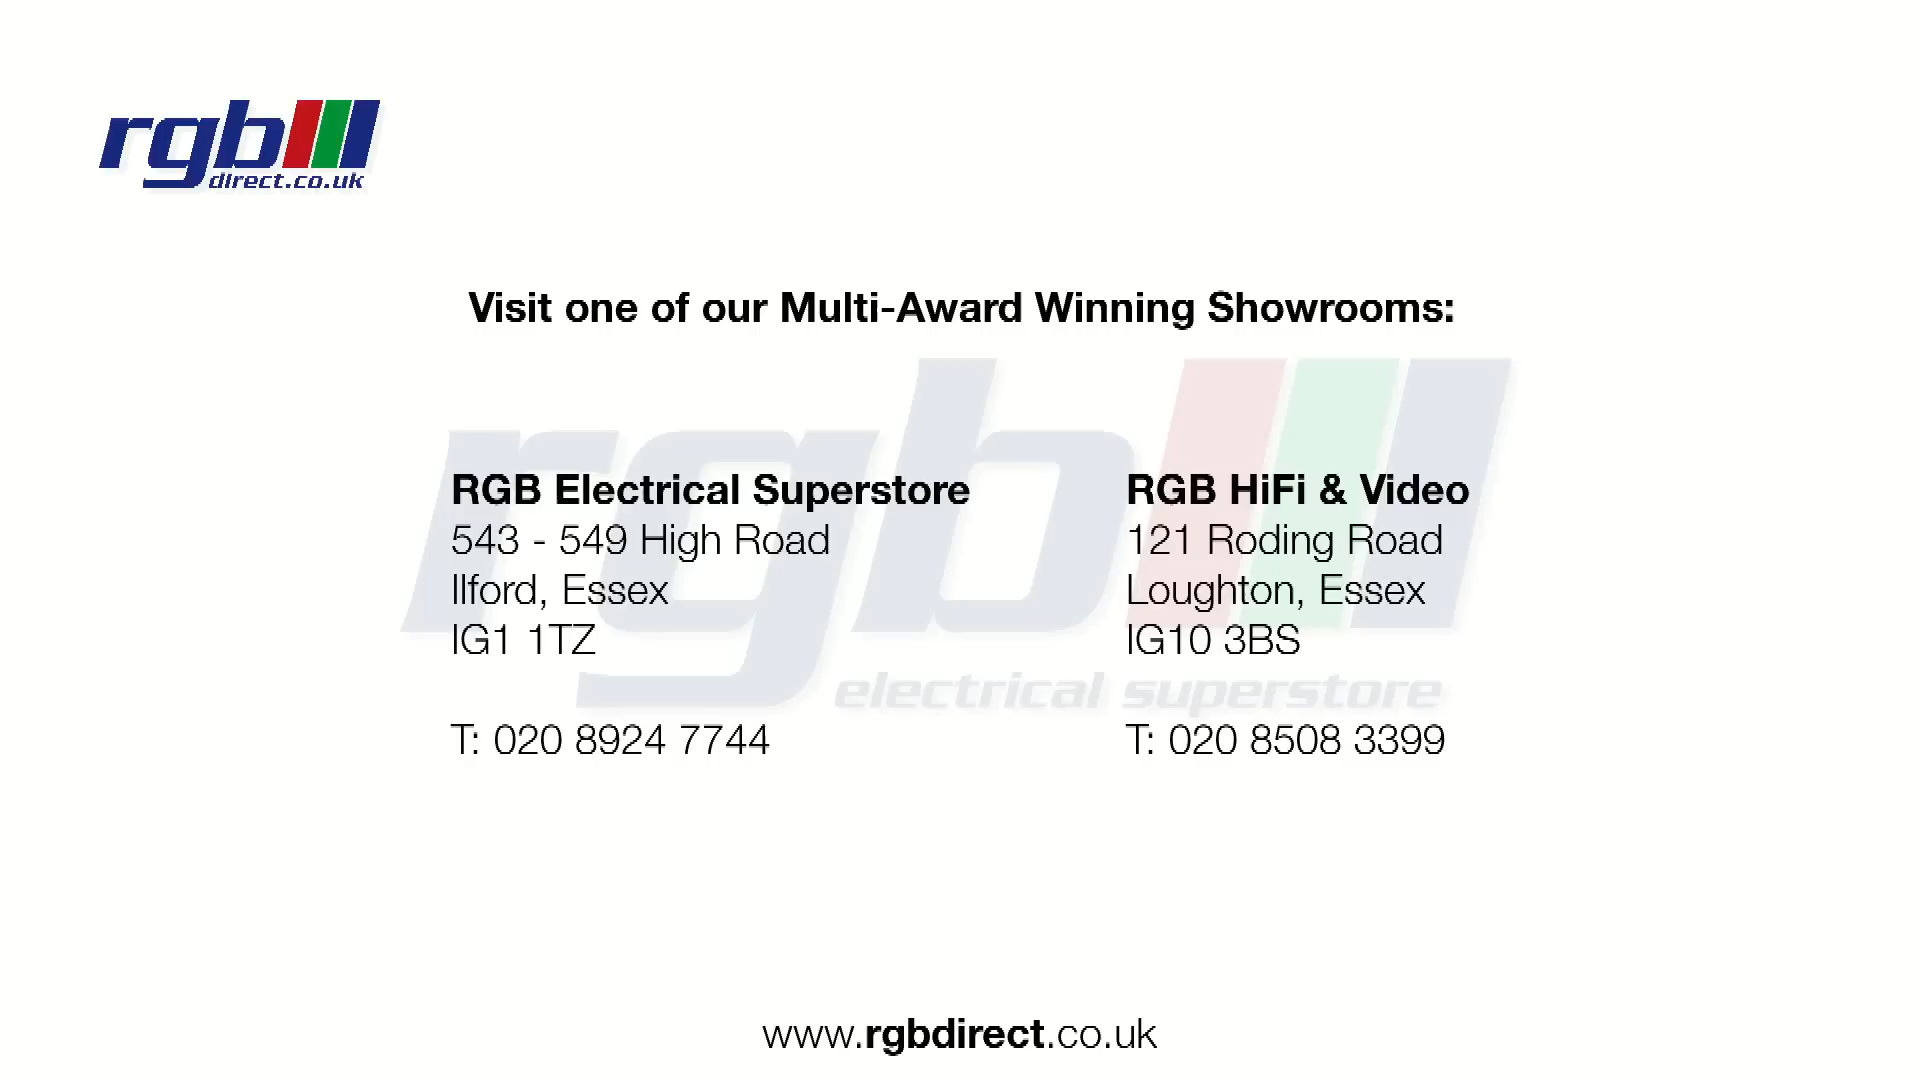 rgb
direct.co.uk
Visit one of our Multi-Award Winning Showrooms:
rgb
electrical superstore
RGB Electrical Superstore
543 - 549 High Road
Ilford, Essex
IG1 1TZ
T: 020 8924 7744
RGB HiFi & Video
121 Roding Road
Loughton, Essex
IG10 3BS
T: 020 8508 3399
www.rgbdirect.co.uk